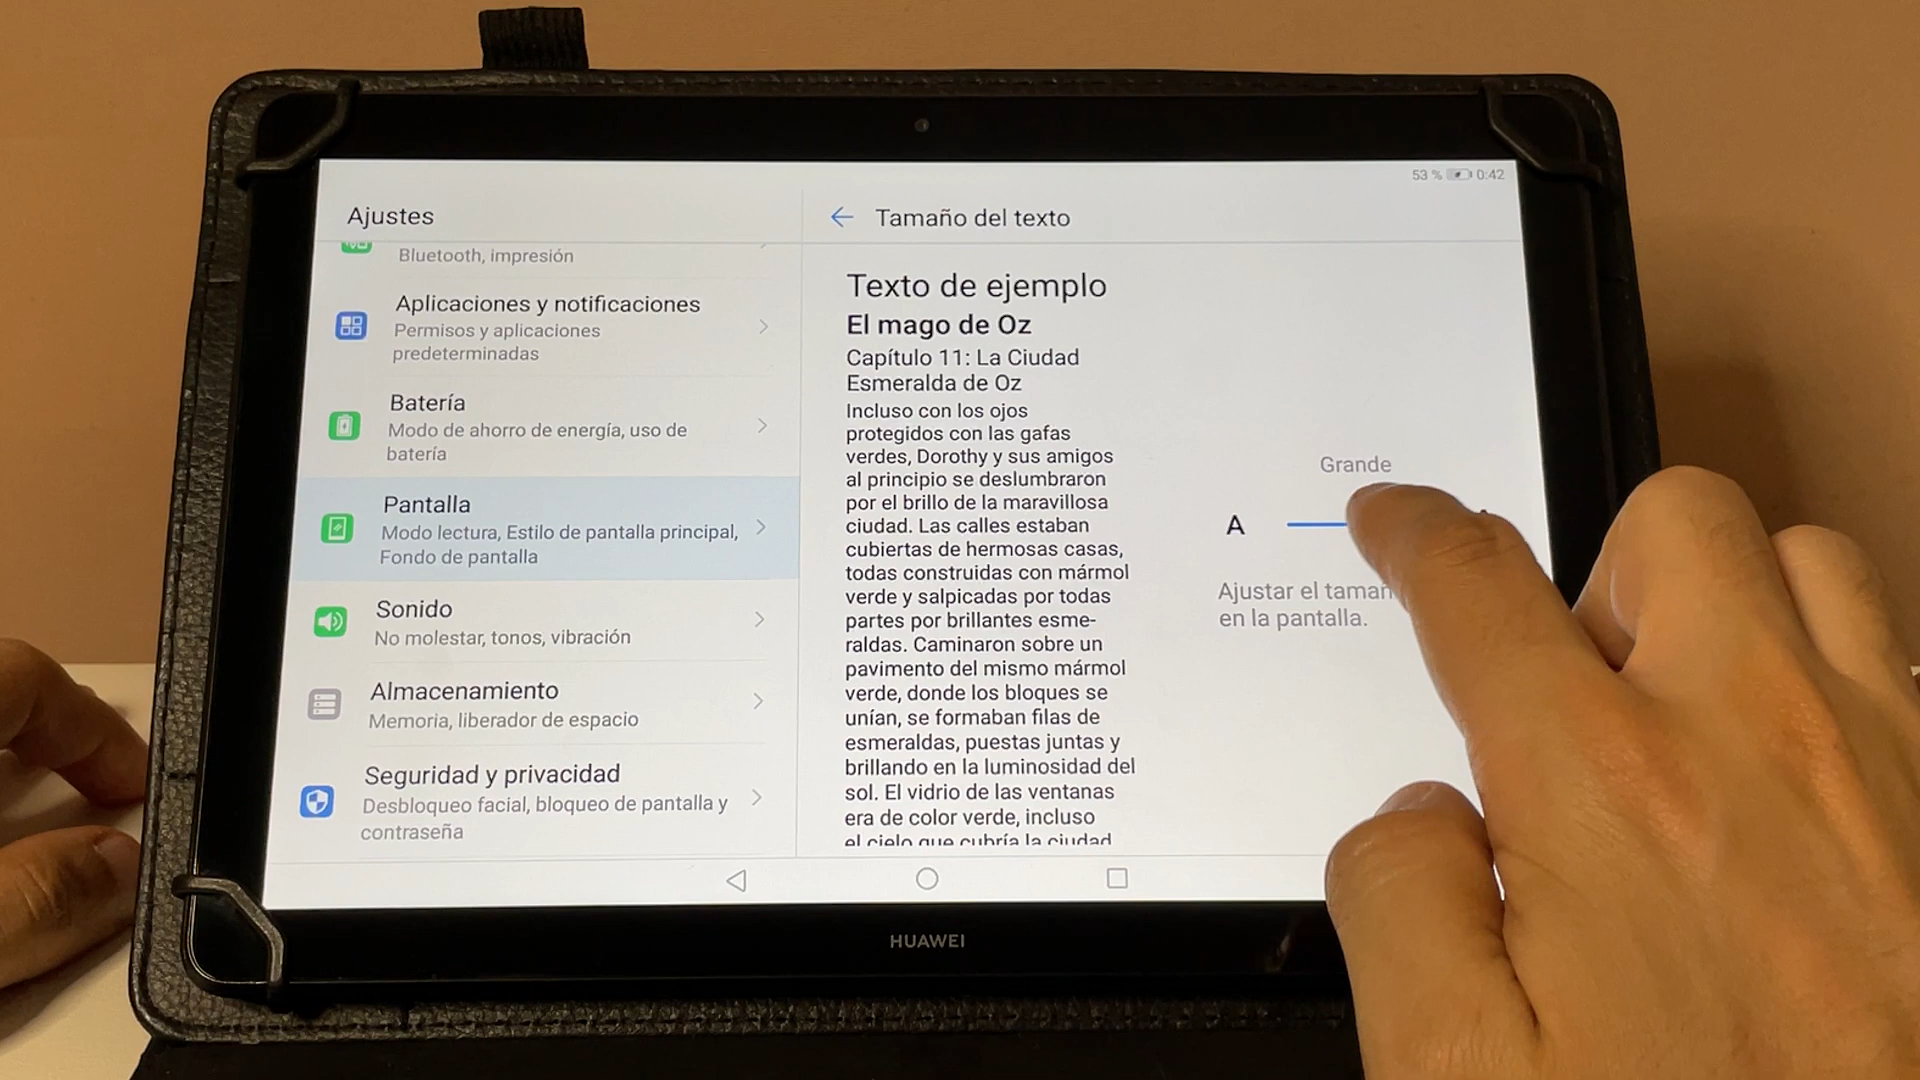 53 % 0:42
Ajustes
Bluetooth, impresión
Aplicaciones y notificaciones
Permisos y aplicaciones
predeterminadas
Batería
Modo de ahorro de energía, uso de
batería
Pantalla
Modo lectura, Estilo de pantalla principal,
Fondo de pantalla
Sonido
No molestar, tonos, vibración
Almacenamiento
Memoria, liberador de espacio
Seguridad y privacidad
Desbloqueo facial, bloqueo de pantalla y
contraseña
Tamaño del texto
Texto de ejemplo
El mago de Oz
Capítulo 11: La Ciudad
Esmeralda de Oz
Incluso con los ojos
protegidos con las gafas
verdes, Dorothy y sus amigos
al principio se deslumbraron
por el brillo de la maravillosa
ciudad. Las calles estaban
cubiertas de hermosas casas,
todas construidas con mármol
verde y salpicadas por todas
partes por brillantes esme-
raldas. Caminaron sobre un
pavimento del mismo mármol
verde, donde los bloques se
unían, se formaban filas de
esmeraldas, puestas juntas y
brillando en la luminosidad del
sol. El vidrio de las ventanas
era de color verde, incluso
el cielo que cubría la ciudad
Grande
A
Ajustar el
en la pantalla.
HUAWEI